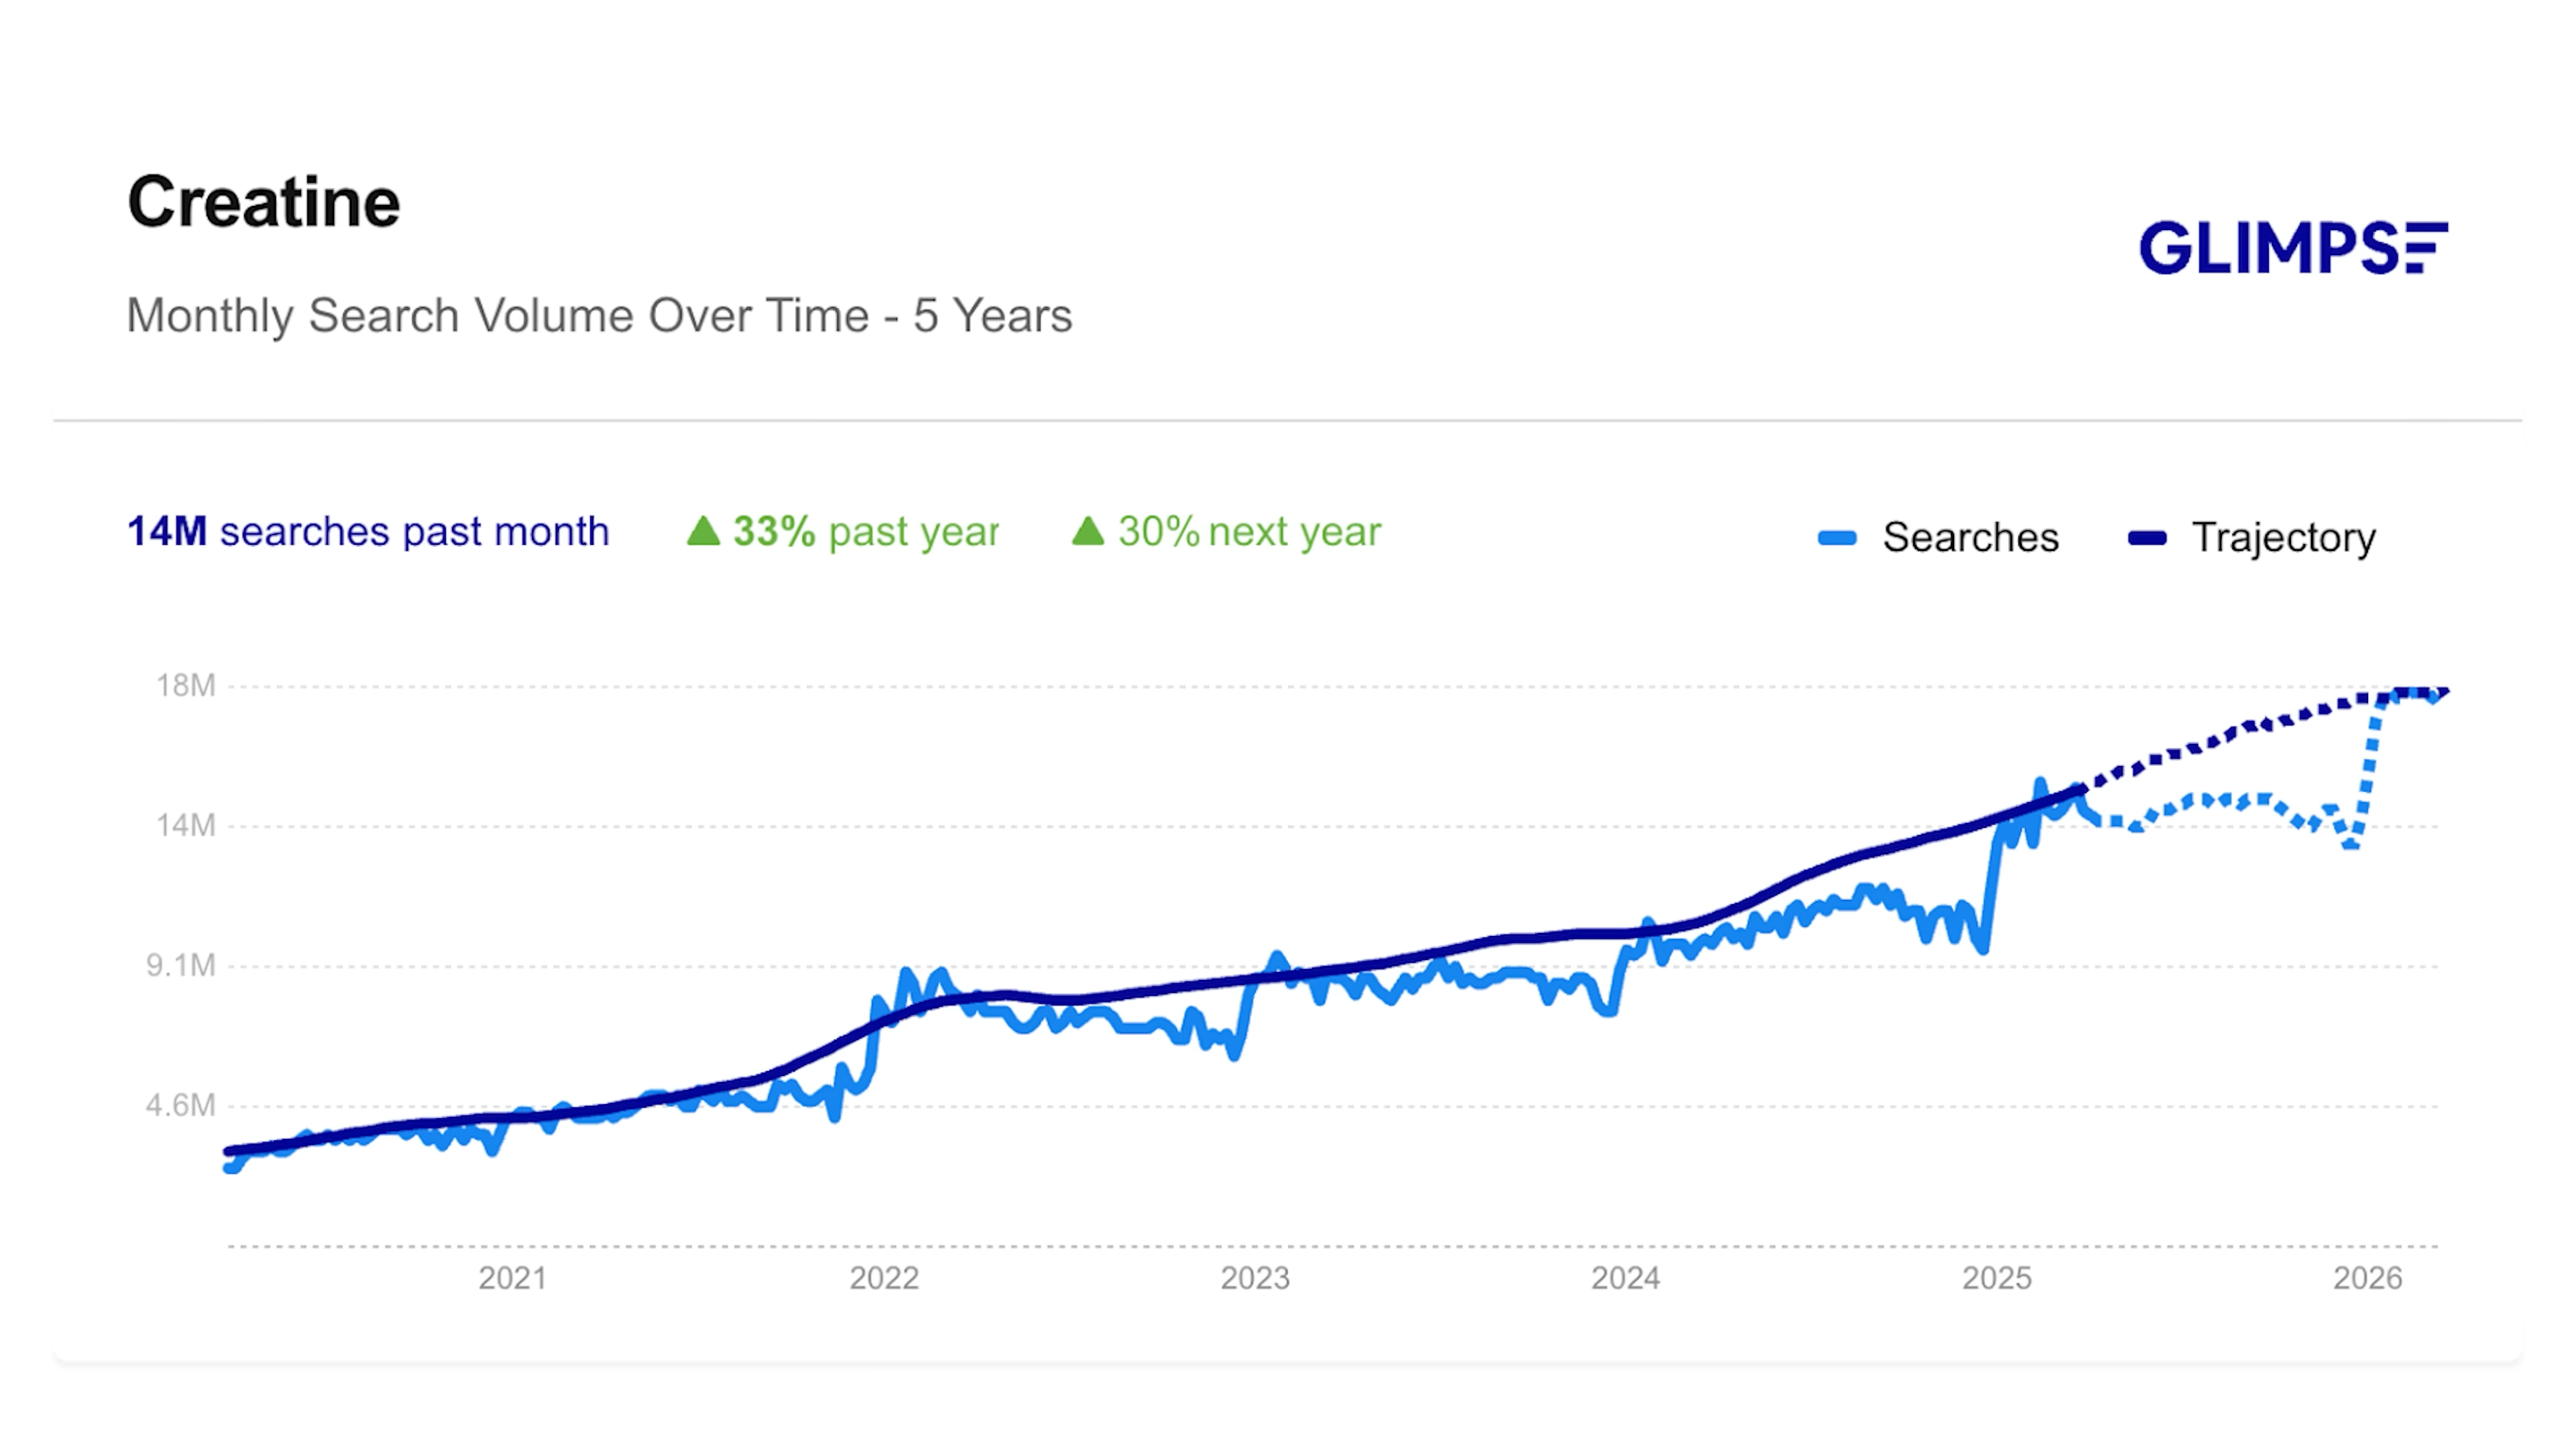 Creatine
GLIMPSE
Monthly Search Volume Over Time - 5 Years
14M searches past month
33% past year
30% next year
Searches
Trajectory
18M
14M
9.1M
4.6M
2021
2022
2023
2024
2025
2026